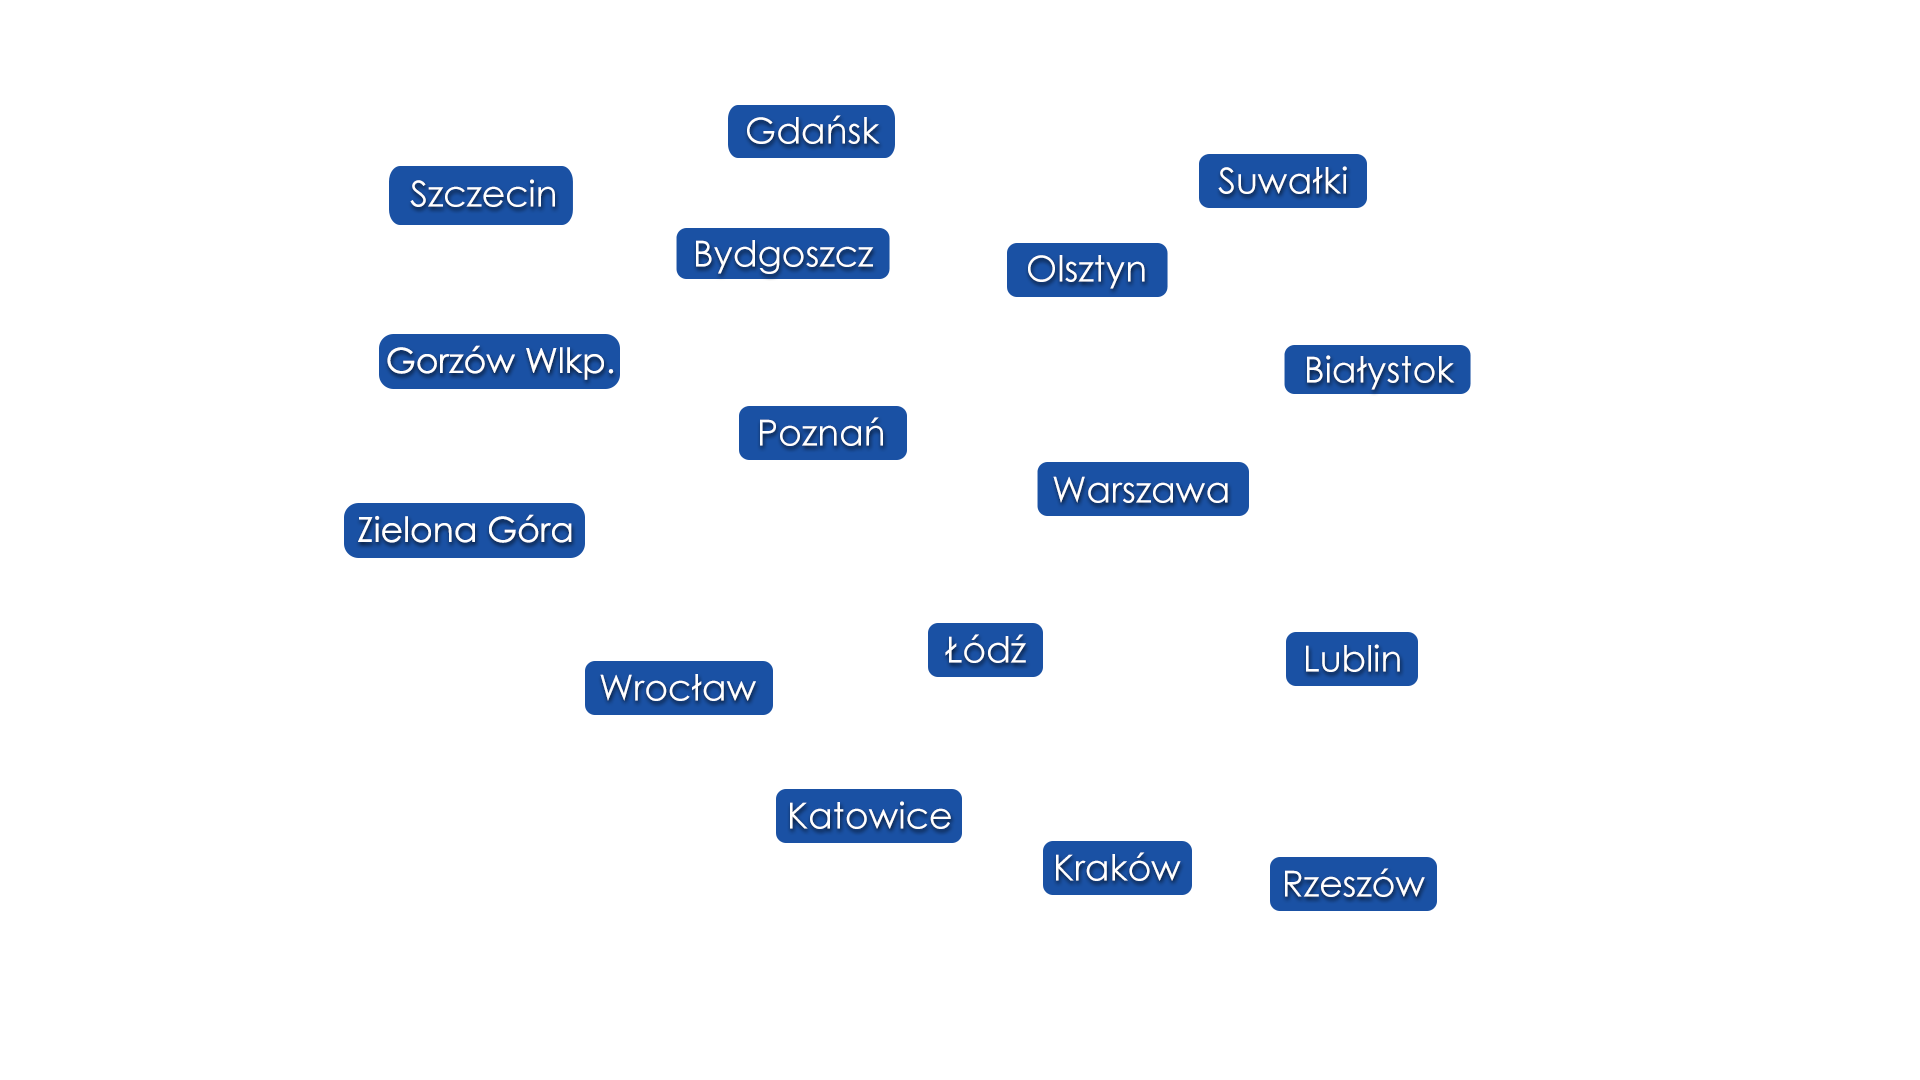 Gdańsk
Suwałki
Szczecin
Bydgoszcz
Olsztyn
Gorzów Wlkp.
Białystok
Poznań
Warszawa
Zielona Góra
Łódź
Lublin
Wrocław
Katowice
Kraków
Rzeszów